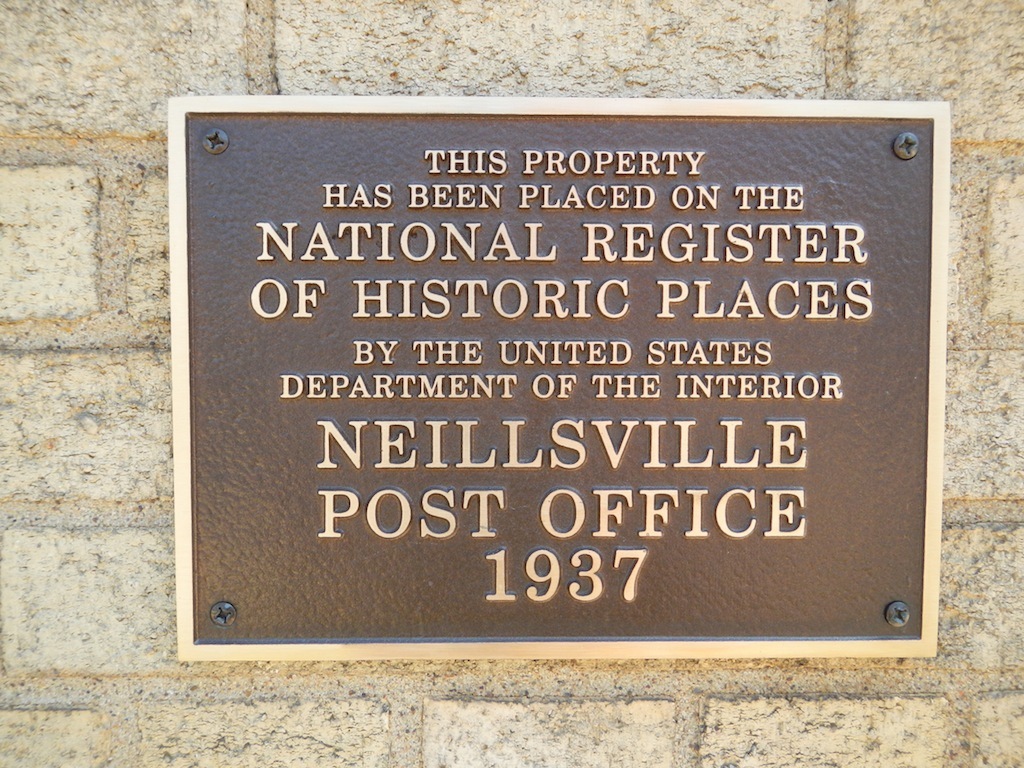 THIS PROPERTY
HAS BEEN PLACED ON THE
NATIONAL REGISTER
OF HISTORIC PLACES
BY THE UNITED STATES
DEPARTMENT OF THE INTERIOR
NEILLSVILLE
POST OFFICE
1937